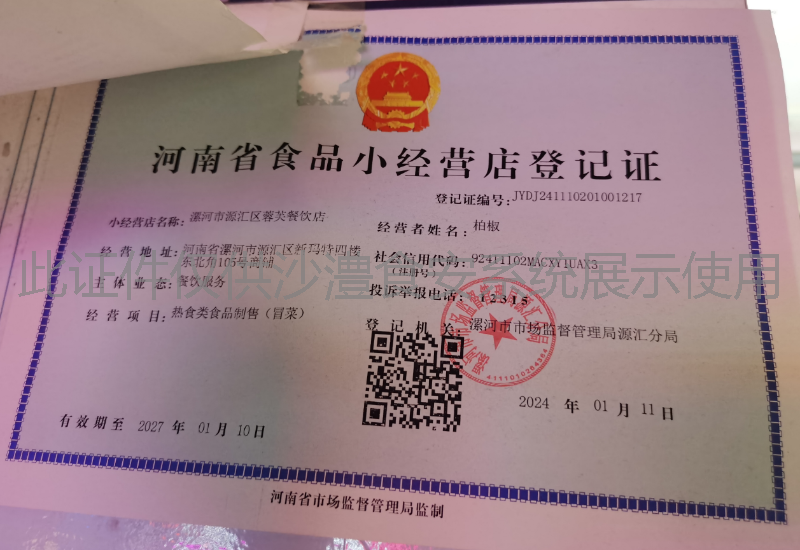 河南省食品小经营店登记证
登记证编号:JYDJ241110201001217
小经营店名称:漯河市源汇区蓉芙餐饮店
经营者姓名:柏椒
经营地址:河南省漯河市源汇区新玛特四楼
东北角105号商铺
社会信用代码:92411102MACXY1UAX3
(注册号)
主体业态:餐饮服务
投诉举报电话:12315
经营项目:热食类食品制售(冒菜)
登记机关:漯河市市场监督管理局源汇分局
2024 年 01 月 11 日
有效期至 2027 年 01 月 10 日
河南省市场监督管理局监制
此证件仅供沙澧食安系统展示使用
4111010264364